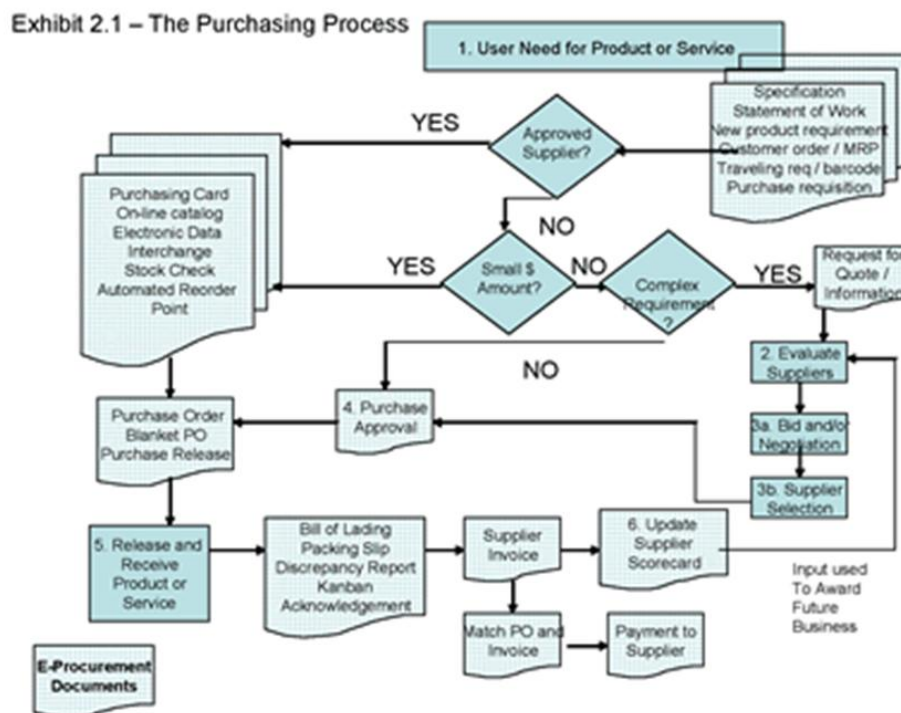 Exhibit 2.1 – The Purchasing Process
1. User Need for Product or Service
Specification
Statement of Work
New product requirement
Customer order / MRP
Traveling req / barcode
Purchase requisition
Approved
Supplier?
YES
NO
Purchasing Card
On-line catalog
Electronic Data
Interchange
Stock Check
Automated Reorder
Point
YES
Small $
Amount?
NO
Complex
Requirement
?
YES
Request for
Quote /
Information
NO
2. Evaluate
Suppliers
3a. Bid and/or
Negotiation
3b. Supplier
Selection
4. Purchase
Approval
Purchase Order
Blanket PO
Purchase Release
5. Release and
Receive
Product or
Service
Bill of Lading
Packing Slip
Discrepancy Report
Kanban
Acknowledgement
Supplier
Invoice
6. Update
Supplier
Scorecard
Input used
To Award
Future
Business
Match PO and
Invoice
Payment to
Supplier
E-Procurement
Documents